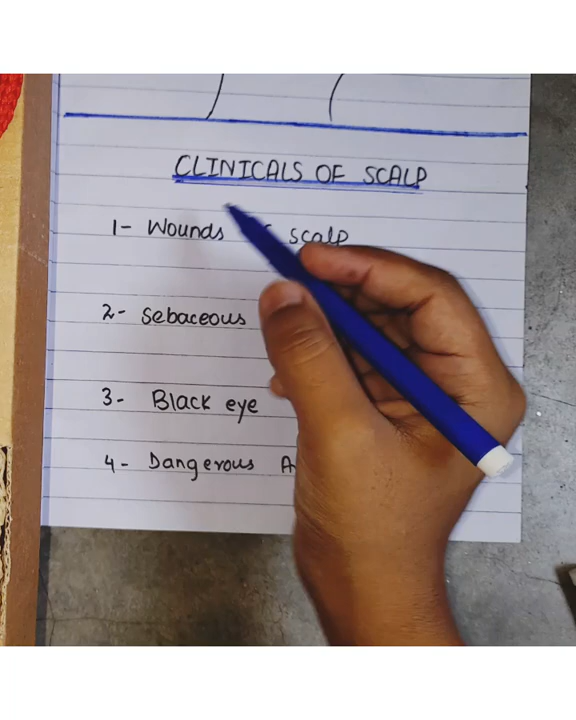 CLINICALS OF SCALP
1- Wounds scalp
2- Sebaceous
3- Black eye
4- Dangerous A